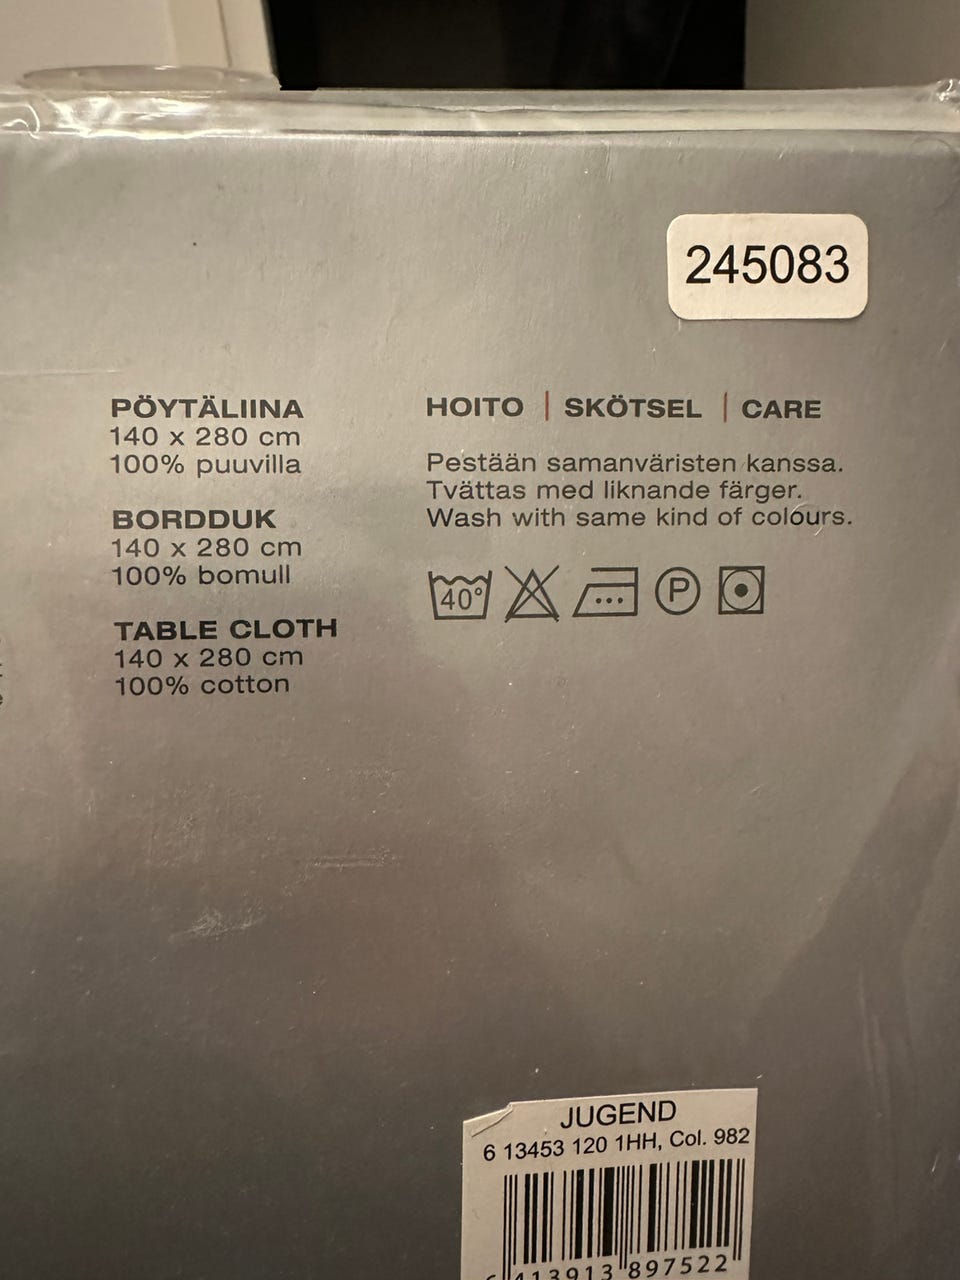 245083
PÖYTÄLIINA
140 x 280 cm
100% puuvilla
BORDDUK
140 x 280 cm
100% bomull
TABLE CLOTH
140 x 280 cm
100% cotton
HOITO | SKÖTSEL | CARE
Pestään samanväristen kanssa.
Tvättas med liknande färger.
Wash with same kind of colours.
40° P
JUGEND
6 13453 120 1HH, Col. 982
6 413913 897522